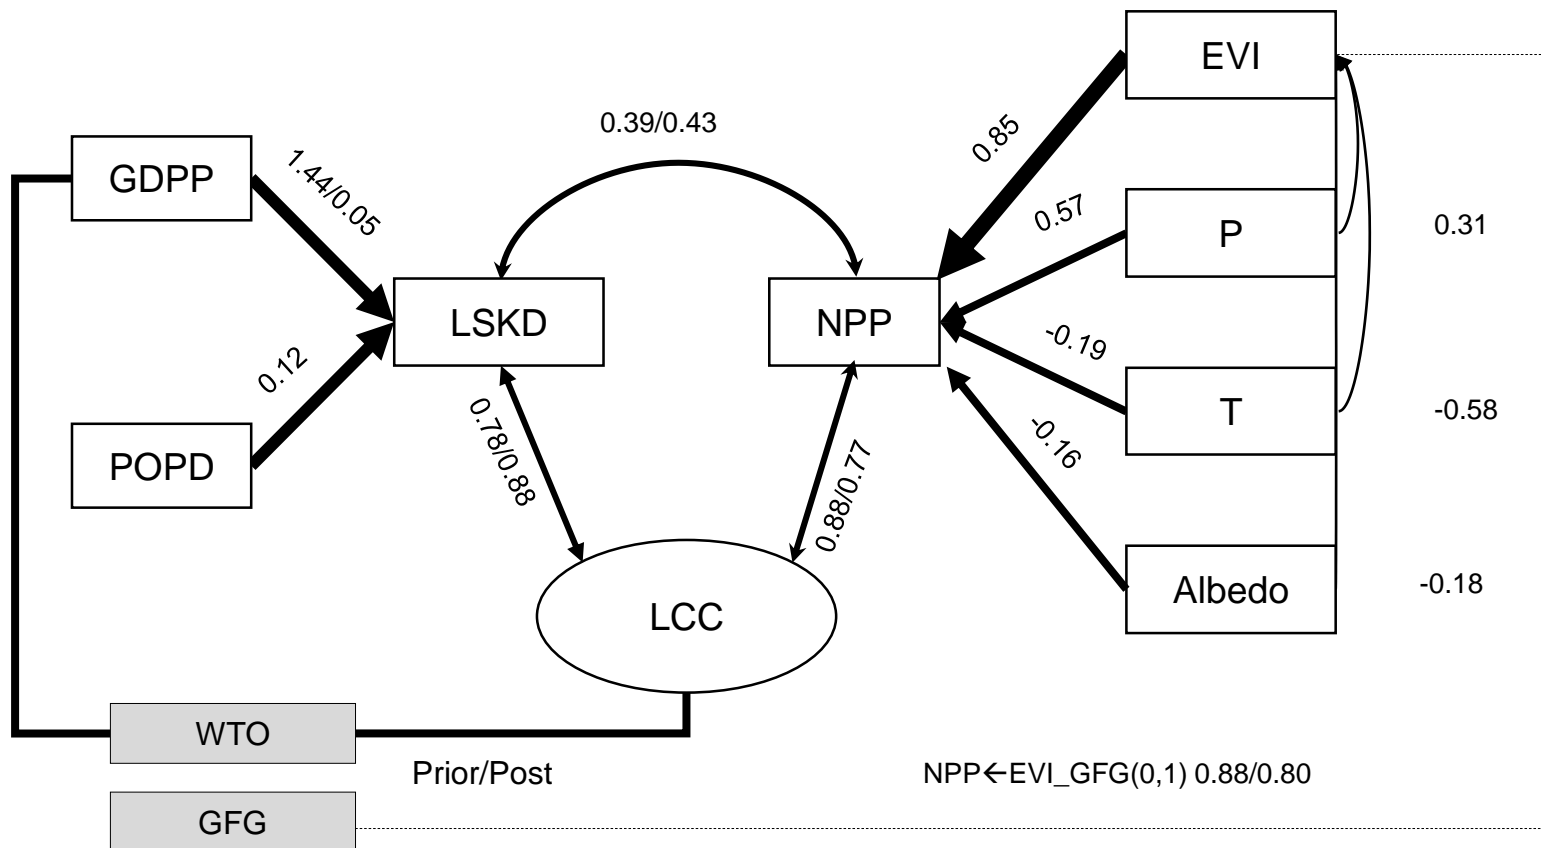 EVI
0.39/0.43
0.85
GDPP
1.44/0.05
0.57
P
0.31
LSKD
NPP
-0.19
0.12
T
-0.58
POPD
0.78/0.88
0.88/0.77
-0.16
Albedo
-0.18
LCC
WTO
Prior/Post
NPP←EVI_GFG(0,1) 0.88/0.80
GFG